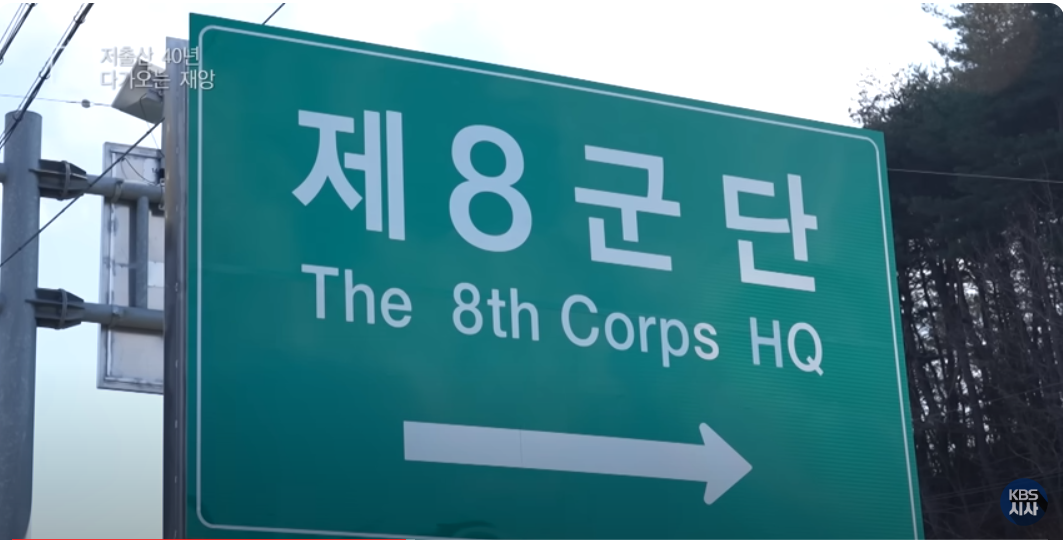 저출산 40년
다가오는 재앙
제8군단
The 8th Corps HQ
KBS
시사